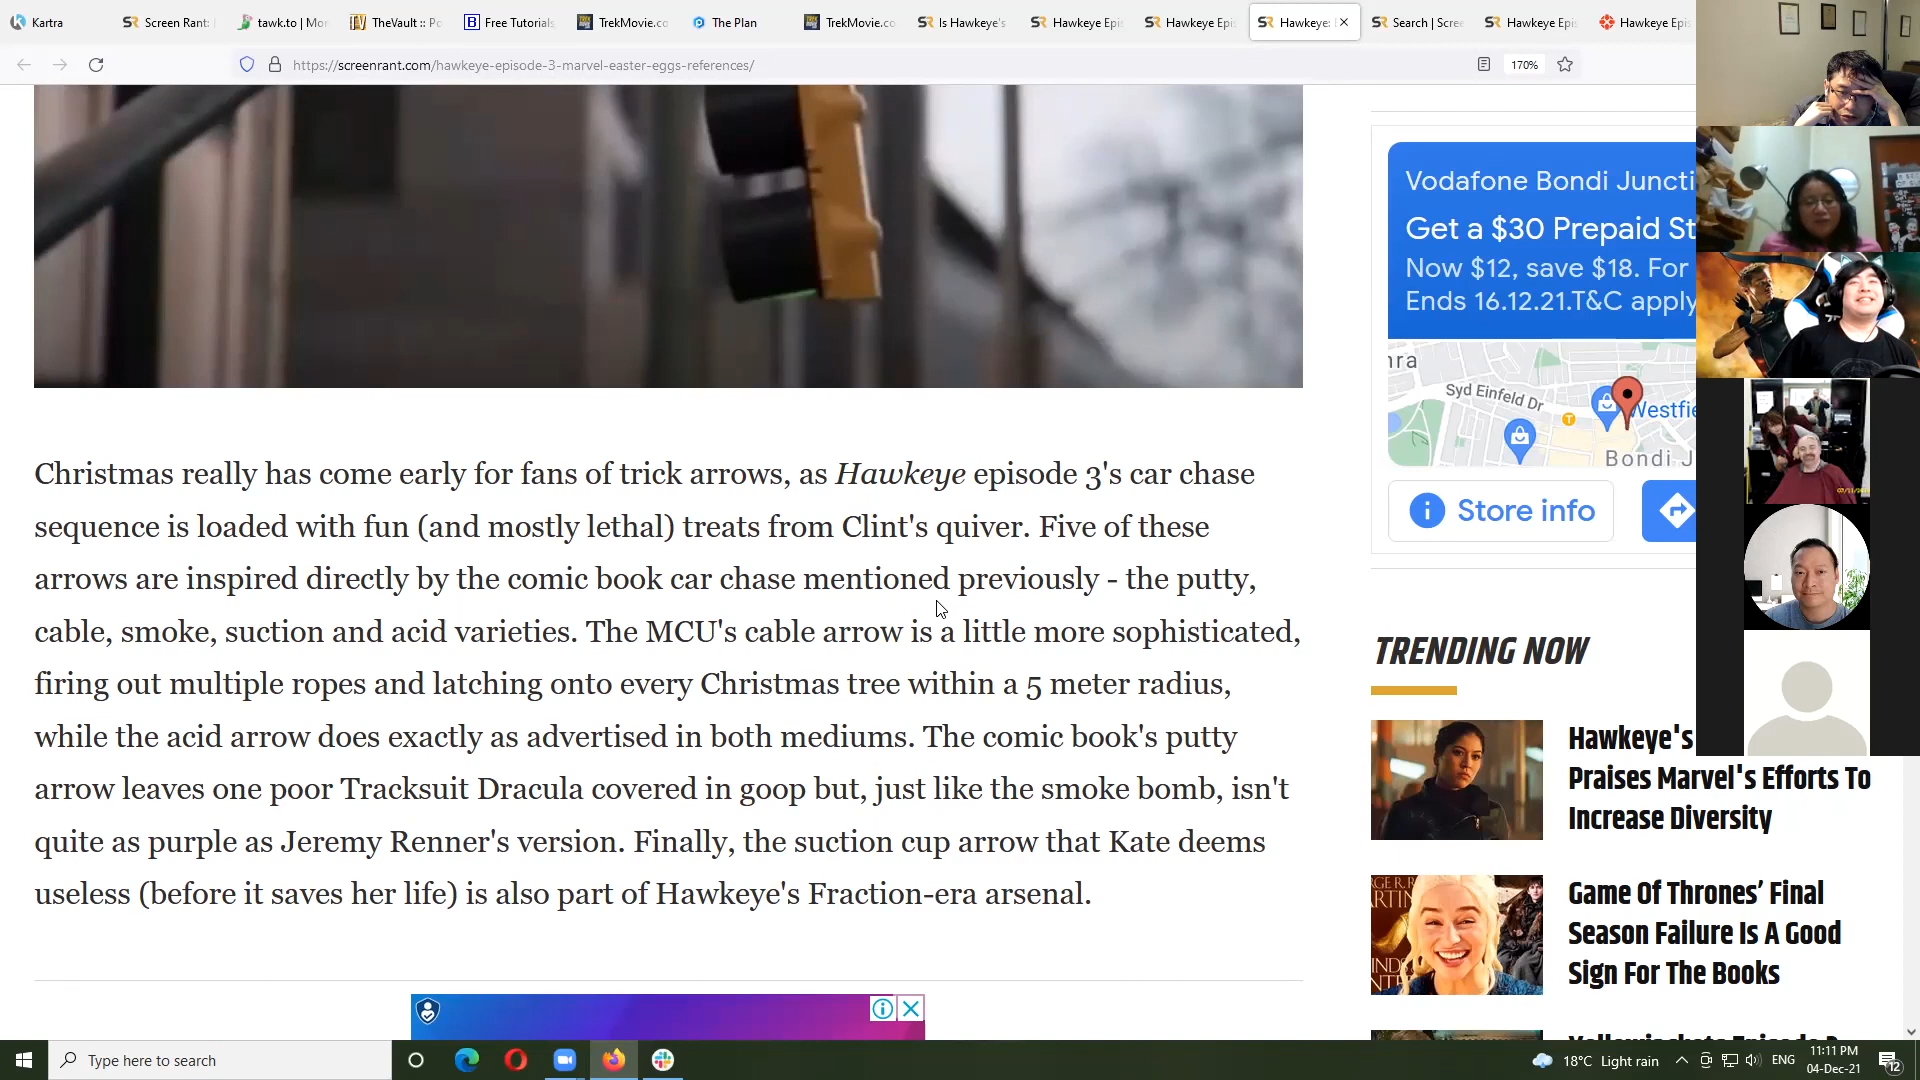 Kartra
Screen Rant:
tawk.to | Mo
TheVault :: Po
Free Tutorials
TrekMovie.co
The Plan
TrekMovie.co
Is Hawkeye's
Hawkeye Epi
Hawkeye Epi
Hawkeye:
Search | Scree
Hawkeye Epi
Hawkeye Epi
https://screenrant.com/hawkeye-episode-3-marvel-easter-eggs-references/
170%
Christmas really has come early for fans of trick arrows, as Hawkeye episode 3's car chase
sequence is loaded with fun (and mostly lethal) treats from Clint's quiver. Five of these
arrows are inspired directly by the comic book car chase mentioned previously - the putty,
cable, smoke, suction and acid varieties. The MCU's cable arrow is a little more sophisticated,
firing out multiple ropes and latching onto every Christmas tree within a 5 meter radius,
while the acid arrow does exactly as advertised in both mediums. The comic book's putty
arrow leaves one poor Tracksuit Dracula covered in goop but, just like the smoke bomb, isn't
quite as purple as Jeremy Renner's version. Finally, the suction cup arrow that Kate deems
useless (before it saves her life) is also part of Hawkeye's Fraction-era arsenal.
Vodafone Bondi Juncti
Get a $30 Prepaid St
Now $12, save $18. For
Ends 16.12.21.T&C apply
Syd Einfeld Dr
Westfie
Bondi J
Store info
TRENDING NOW
Hawkeye's
Praises Marvel's Efforts To
Increase Diversity
Game Of Thrones' Final
Season Failure Is A Good
Sign For The Books
Type here to search
18°C Light rain
ENG
11:11 PM
04-Dec-21
12